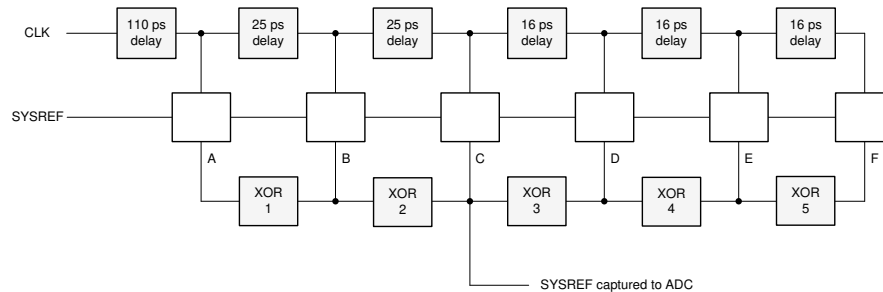 CLK
110 ps
delay
25 ps
delay
25 ps
delay
16 ps
delay
16 ps
delay
16 ps
delay
SYSREF
A
B
C
D
E
F
XOR
1
XOR
2
XOR
3
XOR
4
XOR
5
SYSREF captured to ADC